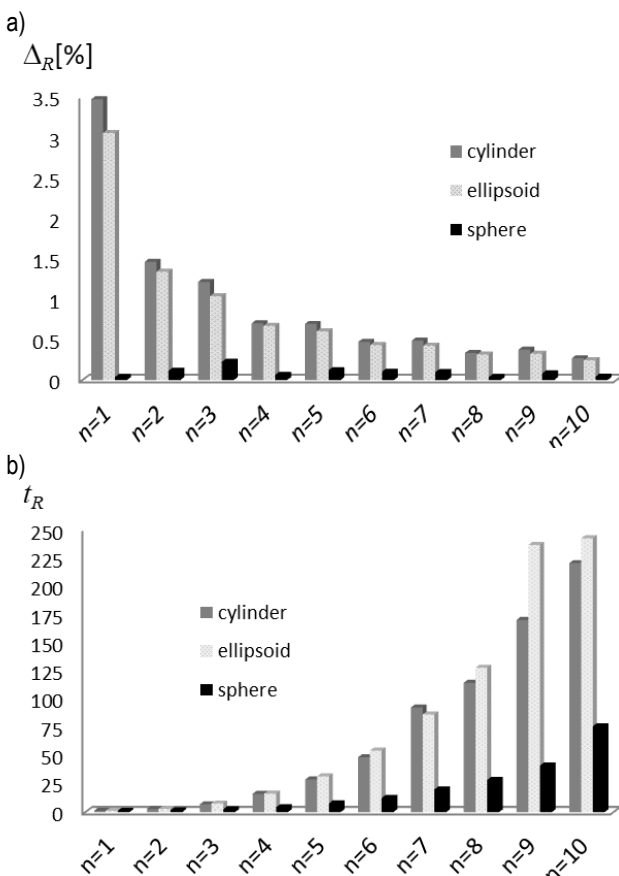 a)
Δ_R[%]
3.5
3
2.5
2
1.5
1
0.5
0
cylinder
ellipsoid
sphere
n=1 n=2 n=3 n=4 n=5 n=6 n=7 n=8 n=9 n=10
b)
t_R
250
225
200
175
150
125
100
75
50
25
0
cylinder
ellipsoid
sphere
n=1 n=2 n=3 n=4 n=5 n=6 n=7 n=8 n=9 n=10